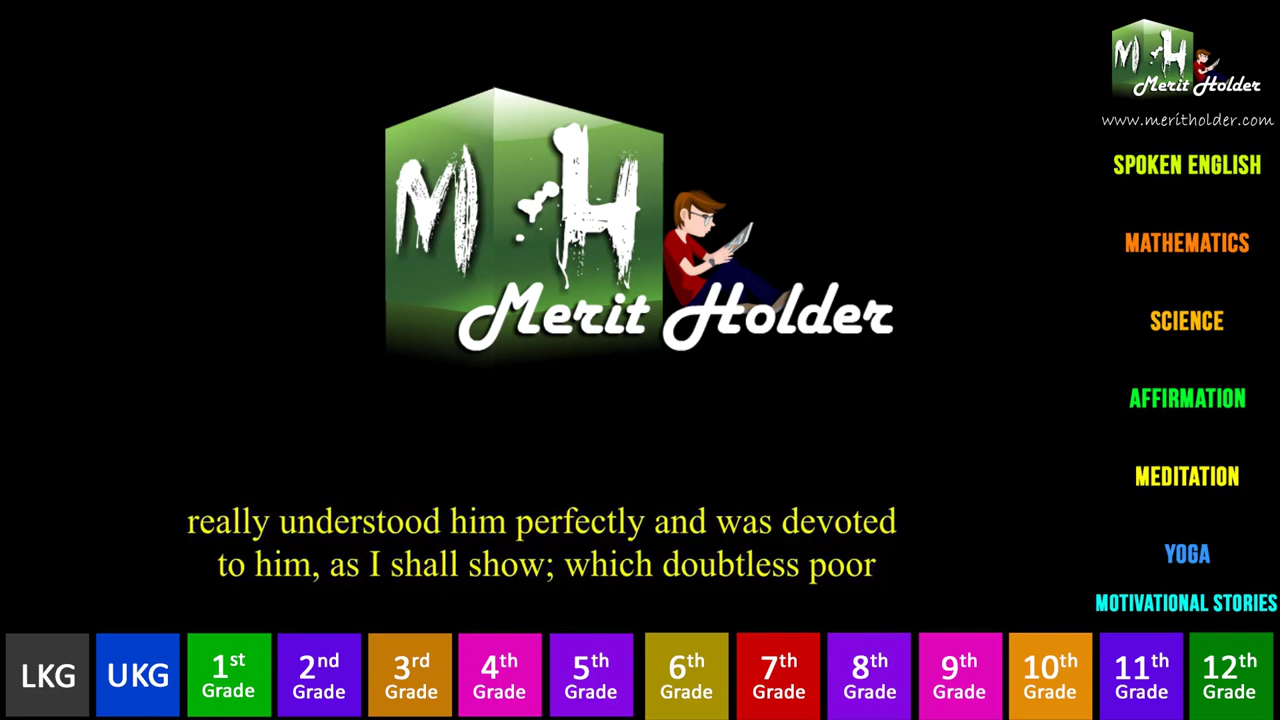 M H
Merit Holder
www.meritholder.com
SPOKEN ENGLISH
MATHEMATICS
SCIENCE
AFFIRMATION
MEDITATION
YOGA
MOTIVATIONAL STORIES
M H
Merit Holder
really understood him perfectly and was devoted
to him, as I shall show; which doubtless poor
LKG
UKG
1st
Grade
2nd
Grade
3rd
Grade
4th
Grade
5th
Grade
6th
Grade
7th
Grade
8th
Grade
9th
Grade
10th
Grade
11th
Grade
12th
Grade